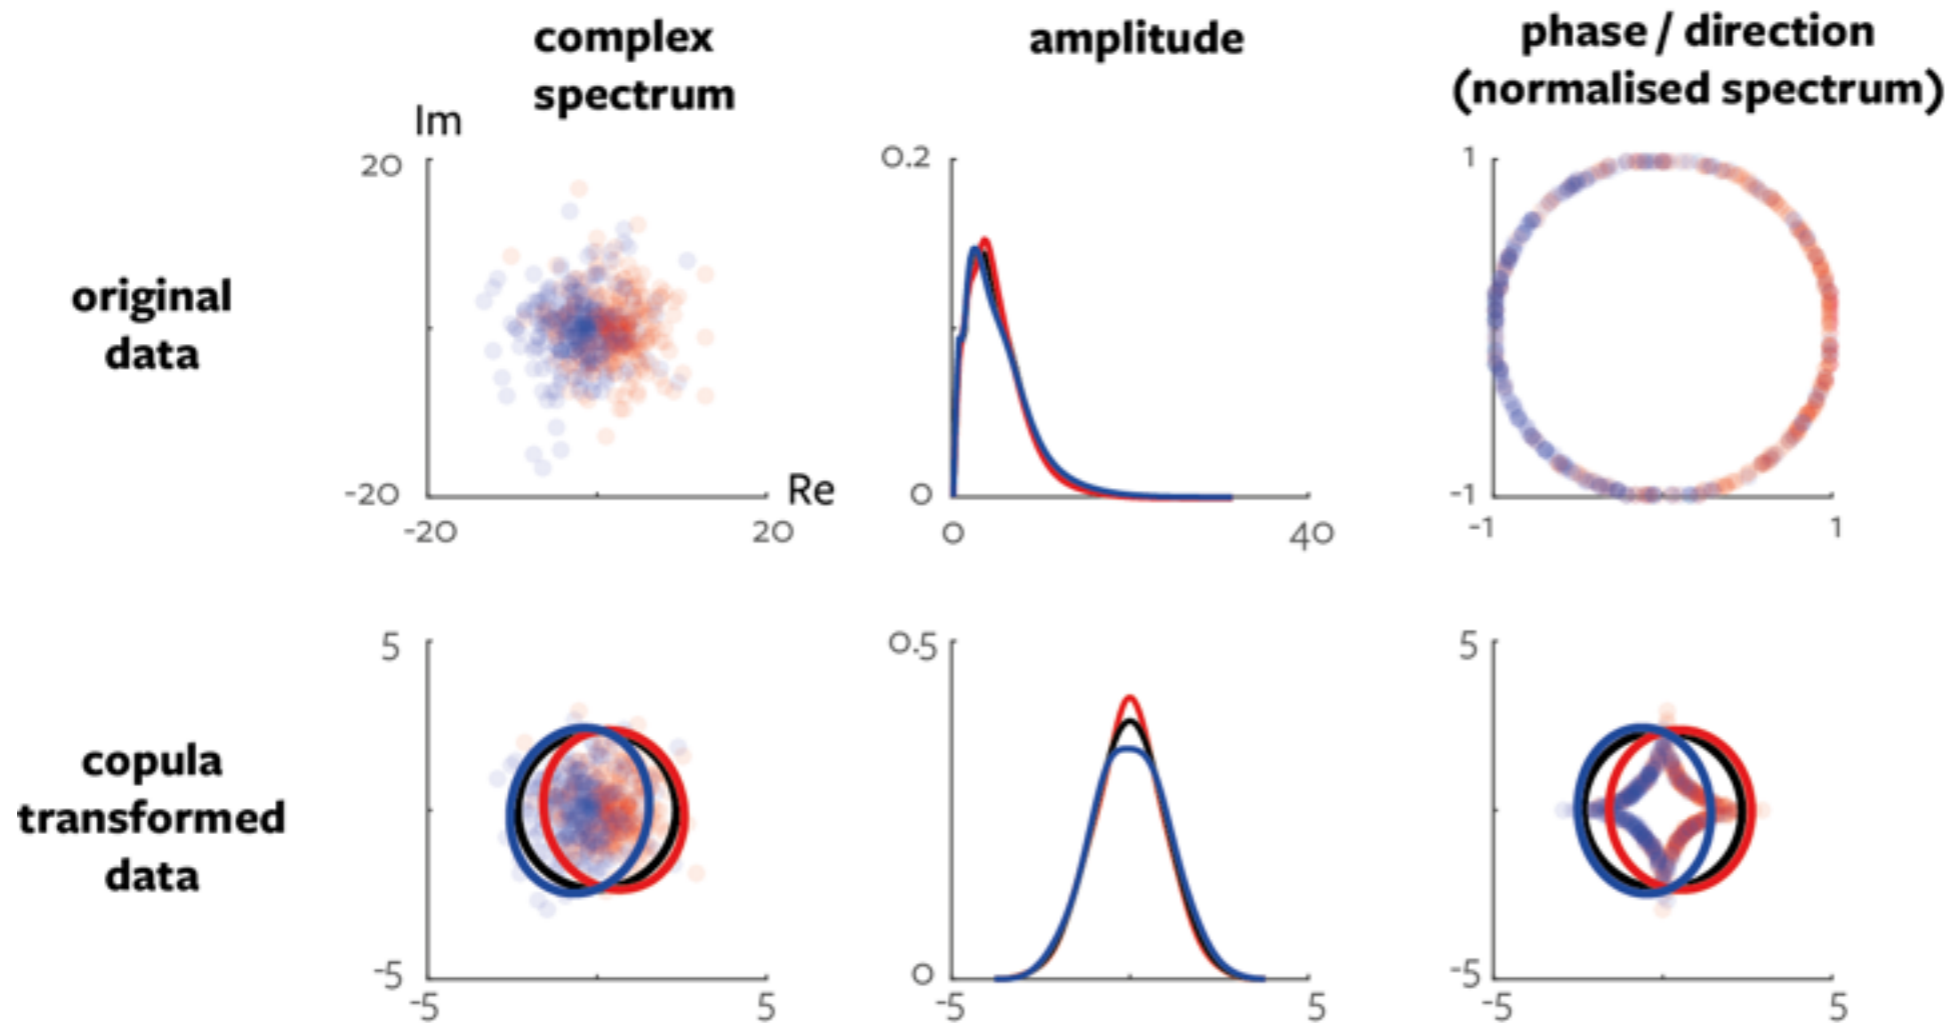 complex
spectrum
amplitude
phase / direction
(normalised spectrum)
original
data
Im
20
-20
-20
20
Re
0.2
0
0
40
1
-1
-1
1
copula
transformed
data
5
-5
-5
5
0.5
0
-5
5
5
-5
-5
5